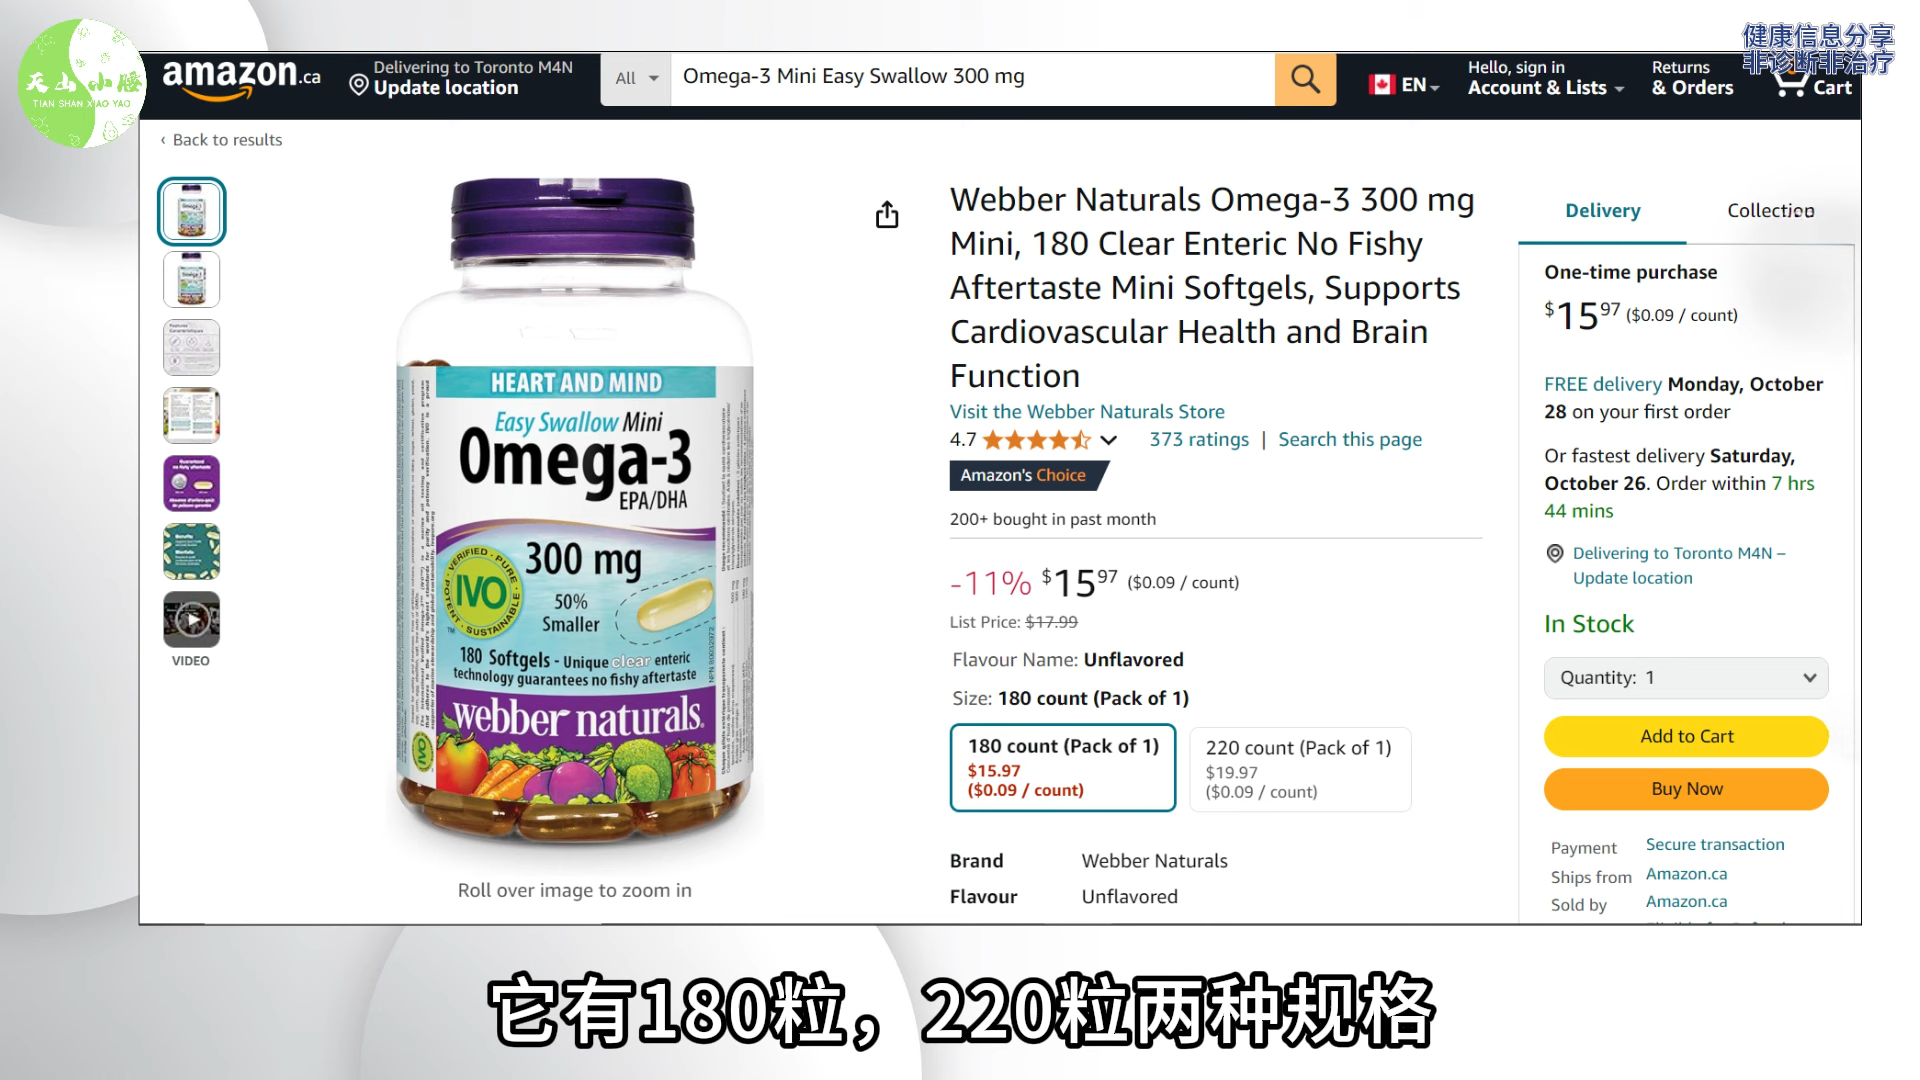 天山小腰
TIAN SHAN XIAO YAO
健康信息分享
非诊断非治疗
amazon.ca
Delivering to Toronto M4N
Update location
All
Omega-3 Mini Easy Swallow 300 mg
EN
Hello, sign in
Account & Lists
Returns
& Orders
Cart
‹ Back to results
VIDEO
HEART AND MIND
Easy Swallow Mini
Omega-3
EPA/DHA
300 mg
50%
Smaller
POTENT · VERIFIED · PURE · SUSTAINABLE
IVO
TM
180 Softgels - Unique clear enteric
technology guarantees no fishy aftertaste
webber naturals.
IVO
Roll over image to zoom in
Webber Naturals Omega-3 300 mg
Mini, 180 Clear Enteric No Fishy
Aftertaste Mini Softgels, Supports
Cardiovascular Health and Brain
Function
Visit the Webber Naturals Store
4.7
373 ratings | Search this page
Amazon's Choice
200+ bought in past month
-11% $15 97 ($0.09 / count)
List Price: $17.99
Flavour Name: Unflavored
Size: 180 count (Pack of 1)
180 count (Pack of 1)
$15.97
($0.09 / count)
220 count (Pack of 1)
$19.97
($0.09 / count)
Brand Webber Naturals
Flavour Unflavored
Delivery
Collection
One-time purchase
$15 97 ($0.09 / count)
FREE delivery Monday, October
28 on your first order
Or fastest delivery Saturday,
October 26. Order within 7 hrs
44 mins
Delivering to Toronto M4N –
Update location
In Stock
Quantity: 1
Add to Cart
Buy Now
Payment Secure transaction
Ships from Amazon.ca
Sold by Amazon.ca
它有180粒，220粒两种规格